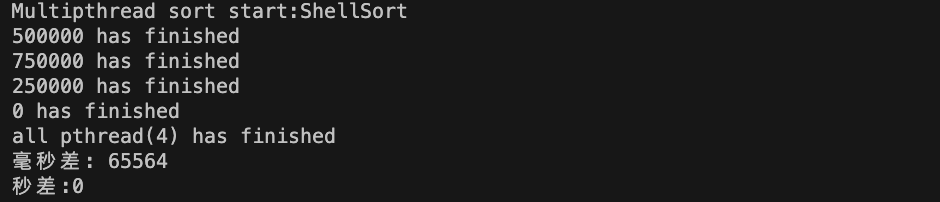 Multipthread sort start:ShellSort
500000 has finished
750000 has finished
250000 has finished
0 has finished
all pthread(4) has finished
毫秒差: 65564
秒差:0